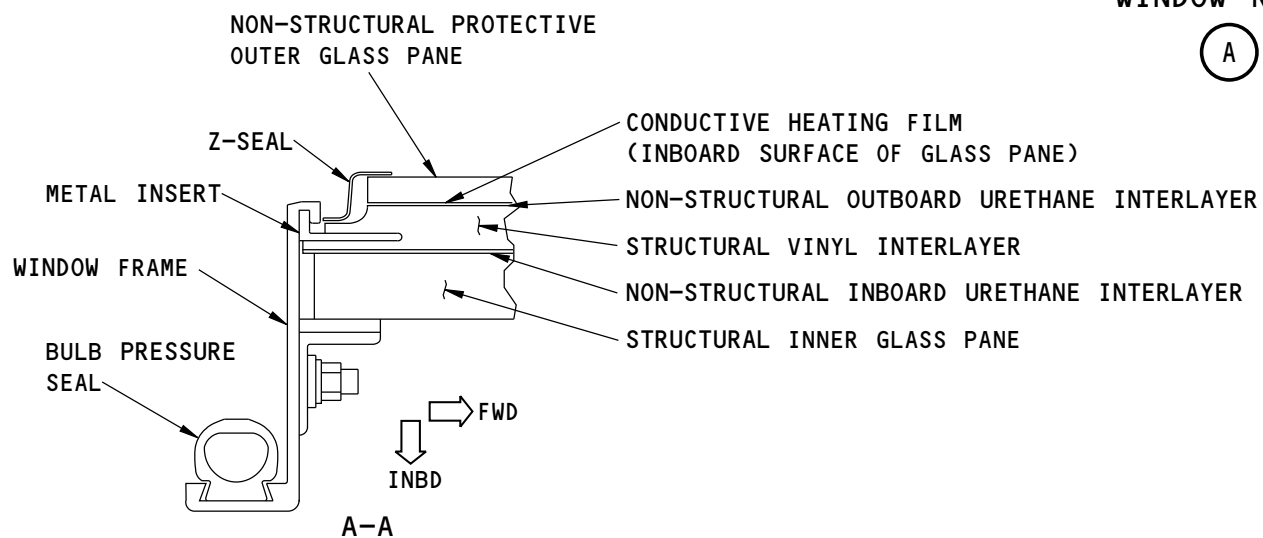 NON-STRUCTURAL PROTECTIVE
OUTER GLASS PANE
A
Z-SEAL
CONDUCTIVE HEATING FILM
(INBOARD SURFACE OF GLASS PANE)
METAL INSERT
NON-STRUCTURAL OUTBOARD URETHANE INTERLAYER
STRUCTURAL VINYL INTERLAYER
WINDOW FRAME
NON-STRUCTURAL INBOARD URETHANE INTERLAYER
STRUCTURAL INNER GLASS PANE
BULB PRESSURE
SEAL
FWD
INBD
A-A